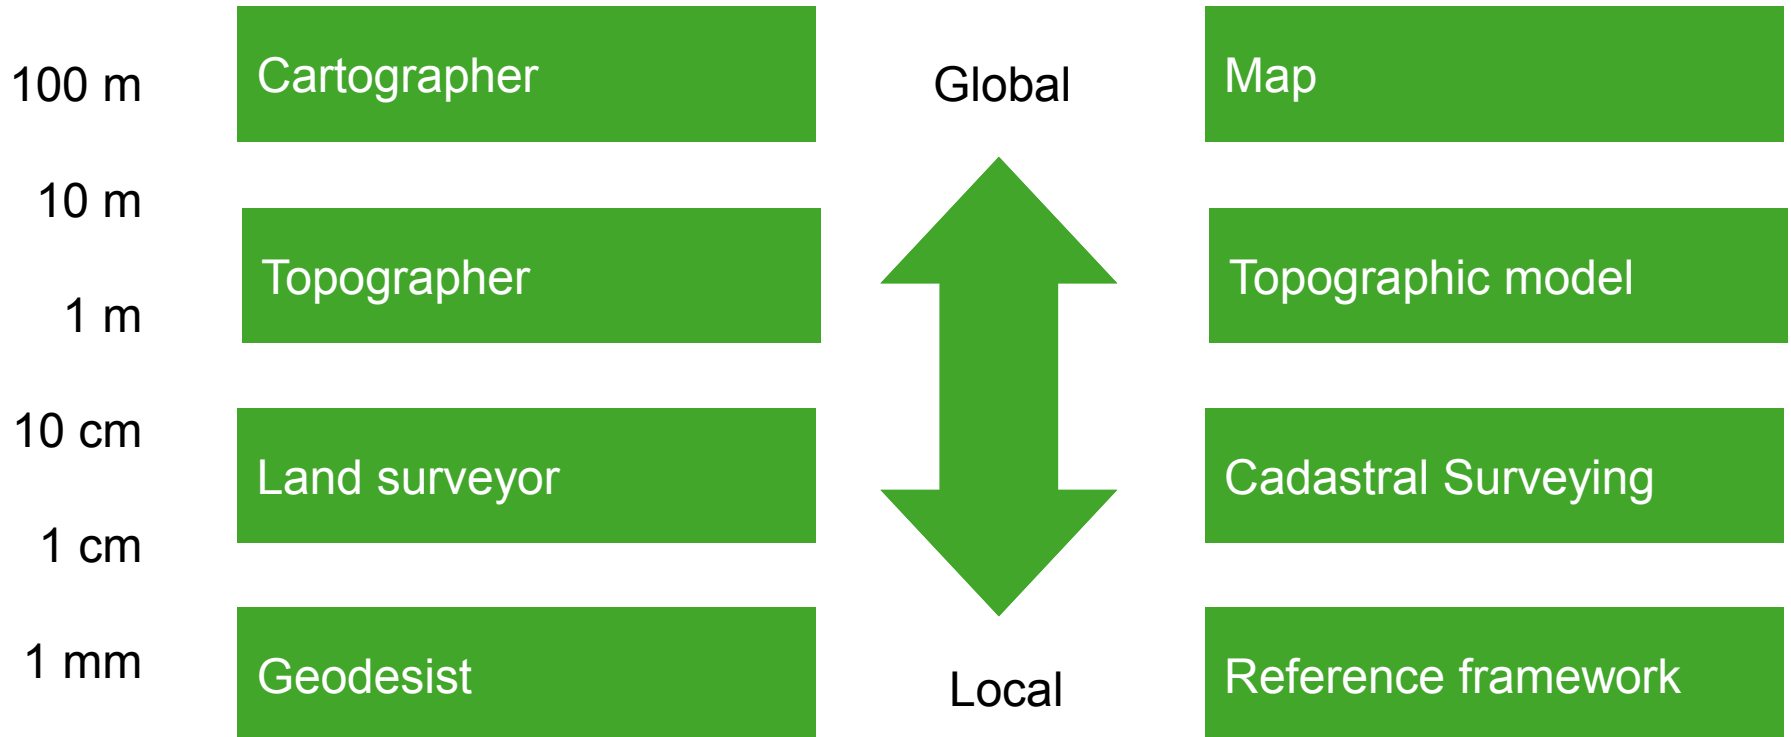 100 m
Cartographer
Global
Map
10 m
Topographer
Topographic model
1 m
10 cm
Land surveyor
Cadastral Surveying
1 cm
1 mm
Geodesist
Local
Reference framework